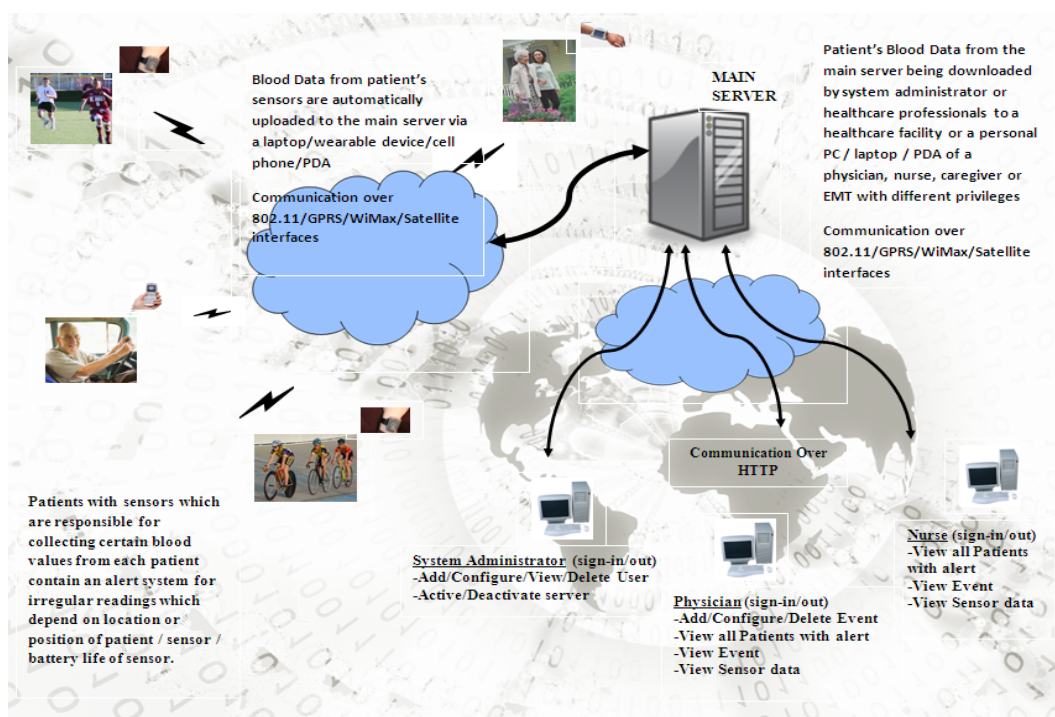 Blood Data from patient's
sensors are automatically
uploaded to the main server via
a laptop/wearable device/cell
phone/PDA
Communication over
802.11/GPRS/WiMax/Satellite
interfaces
MAIN
SERVER
Patient's Blood Data from the
main server being downloaded
by system administrator or
healthcare professionals to a
healthcare facility or a personal
PC / laptop / PDA of a
physician, nurse, caregiver or
EMT with different privileges
Communication over
802.11/GPRS/WiMax/Satellite
interfaces
Patients with sensors which
are responsible for
collecting certain blood
values from each patient
contain an alert system for
irregular readings which
depend on location or
position of patient / sensor /
battery life of sensor.
Communication Over
HTTP
System Administrator (sign-in/out)
-Add/Configure/View/Delete User
-Active/Deactivate server
Physician (sign-in/out)
-Add/Configure/Delete Event
-View all Patients with alert
-View Event
-View Sensor data
Nurse (sign-in/out)
-View all Patients
with alert
-View Event
-View Sensor data